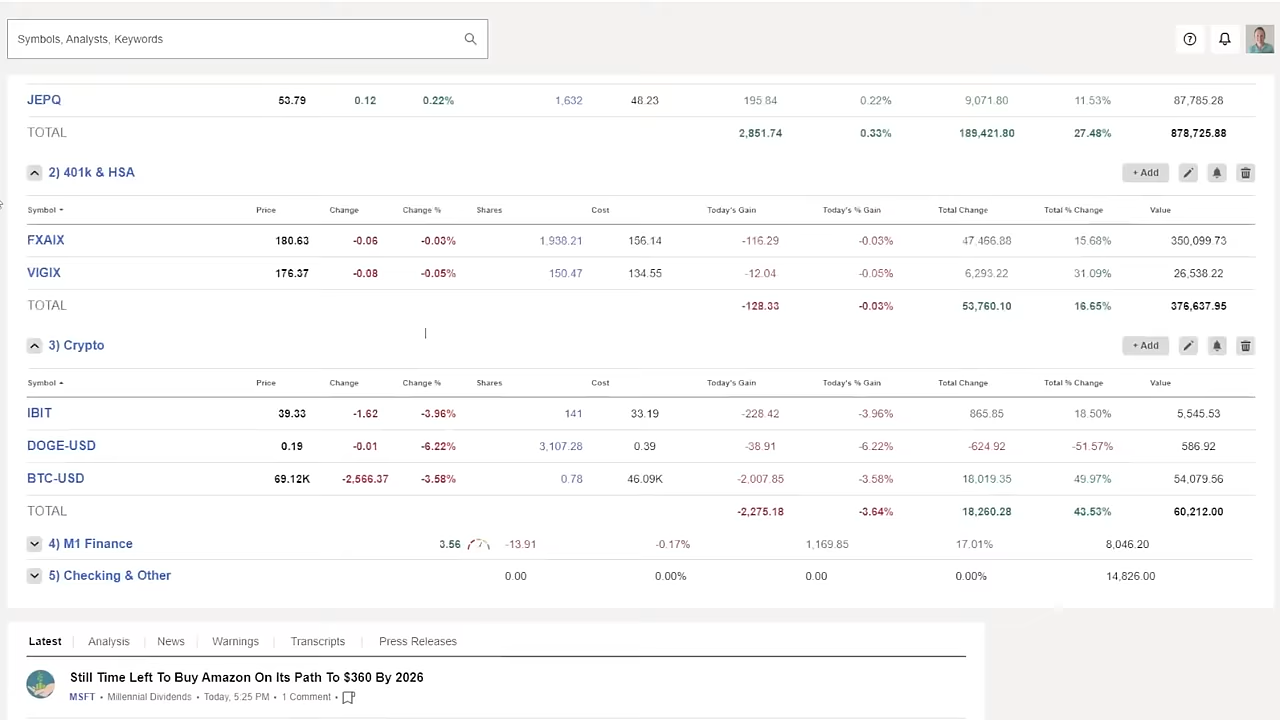 Symbols, Analysts, Keywords
JEPQ 53.79 0.12 0.22% 1,632 48.23 195.84 0.22% 9,071.80 11.53% 87,785.28
TOTAL 2,851.74 0.33% 189,421.80 27.48% 878,725.88
2) 401k & HSA + Add
Symbol Price Change Change % Shares Cost Today's Gain Today's % Gain Total Change Total % Change Value
FXAIX 180.63 -0.06 -0.03% 1,938.21 156.14 -116.29 -0.03% 47,466.88 15.68% 350,099.73
VIGIX 176.37 -0.08 -0.05% 150.47 134.55 -12.04 -0.05% 6,293.22 31.09% 26,538.22
TOTAL -128.33 -0.03% 53,760.10 16.65% 376,637.95
3) Crypto + Add
Symbol Price Change Change % Shares Cost Today's Gain Today's % Gain Total Change Total % Change Value
IBIT 39.33 -1.62 -3.96% 141 33.19 -228.42 -3.96% 865.85 18.50% 5,545.53
DOGE-USD 0.19 -0.01 -6.22% 3,107.28 0.39 -38.91 -6.22% -624.92 -51.57% 586.92
BTC-USD 69.12K -2,566.37 -3.58% 0.78 46.09K -2,007.85 -3.58% 18,019.35 49.97% 54,079.56
TOTAL -2,275.18 -3.64% 18,260.28 43.53% 60,212.00
4) M1 Finance 3.56 -13.91 -0.17% 1,169.85 17.01% 8,046.20
5) Checking & Other 0.00 0.00% 0.00 0.00% 14,826.00
Latest Analysis News Warnings Transcripts Press Releases
Still Time Left To Buy Amazon On Its Path To $360 By 2026
MSFT • Millennial Dividends • Today, 5:25 PM • 1 Comment •